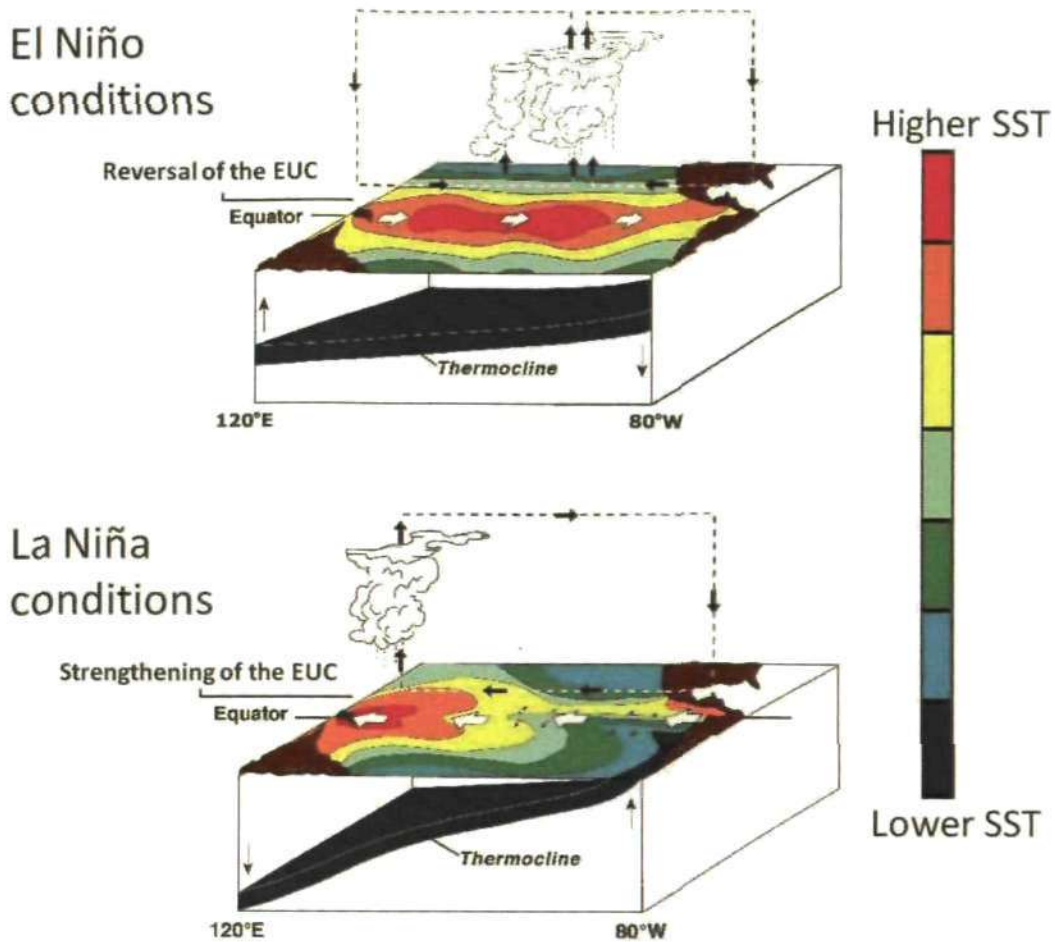 El Niño
conditions
Higher SST
Reversal of the EUC
Equator
Thermocline
120°E
80°W
La Niña
conditions
Strengthening of the EUC
Equator
Lower SST
Thermocline
120°E
80°W